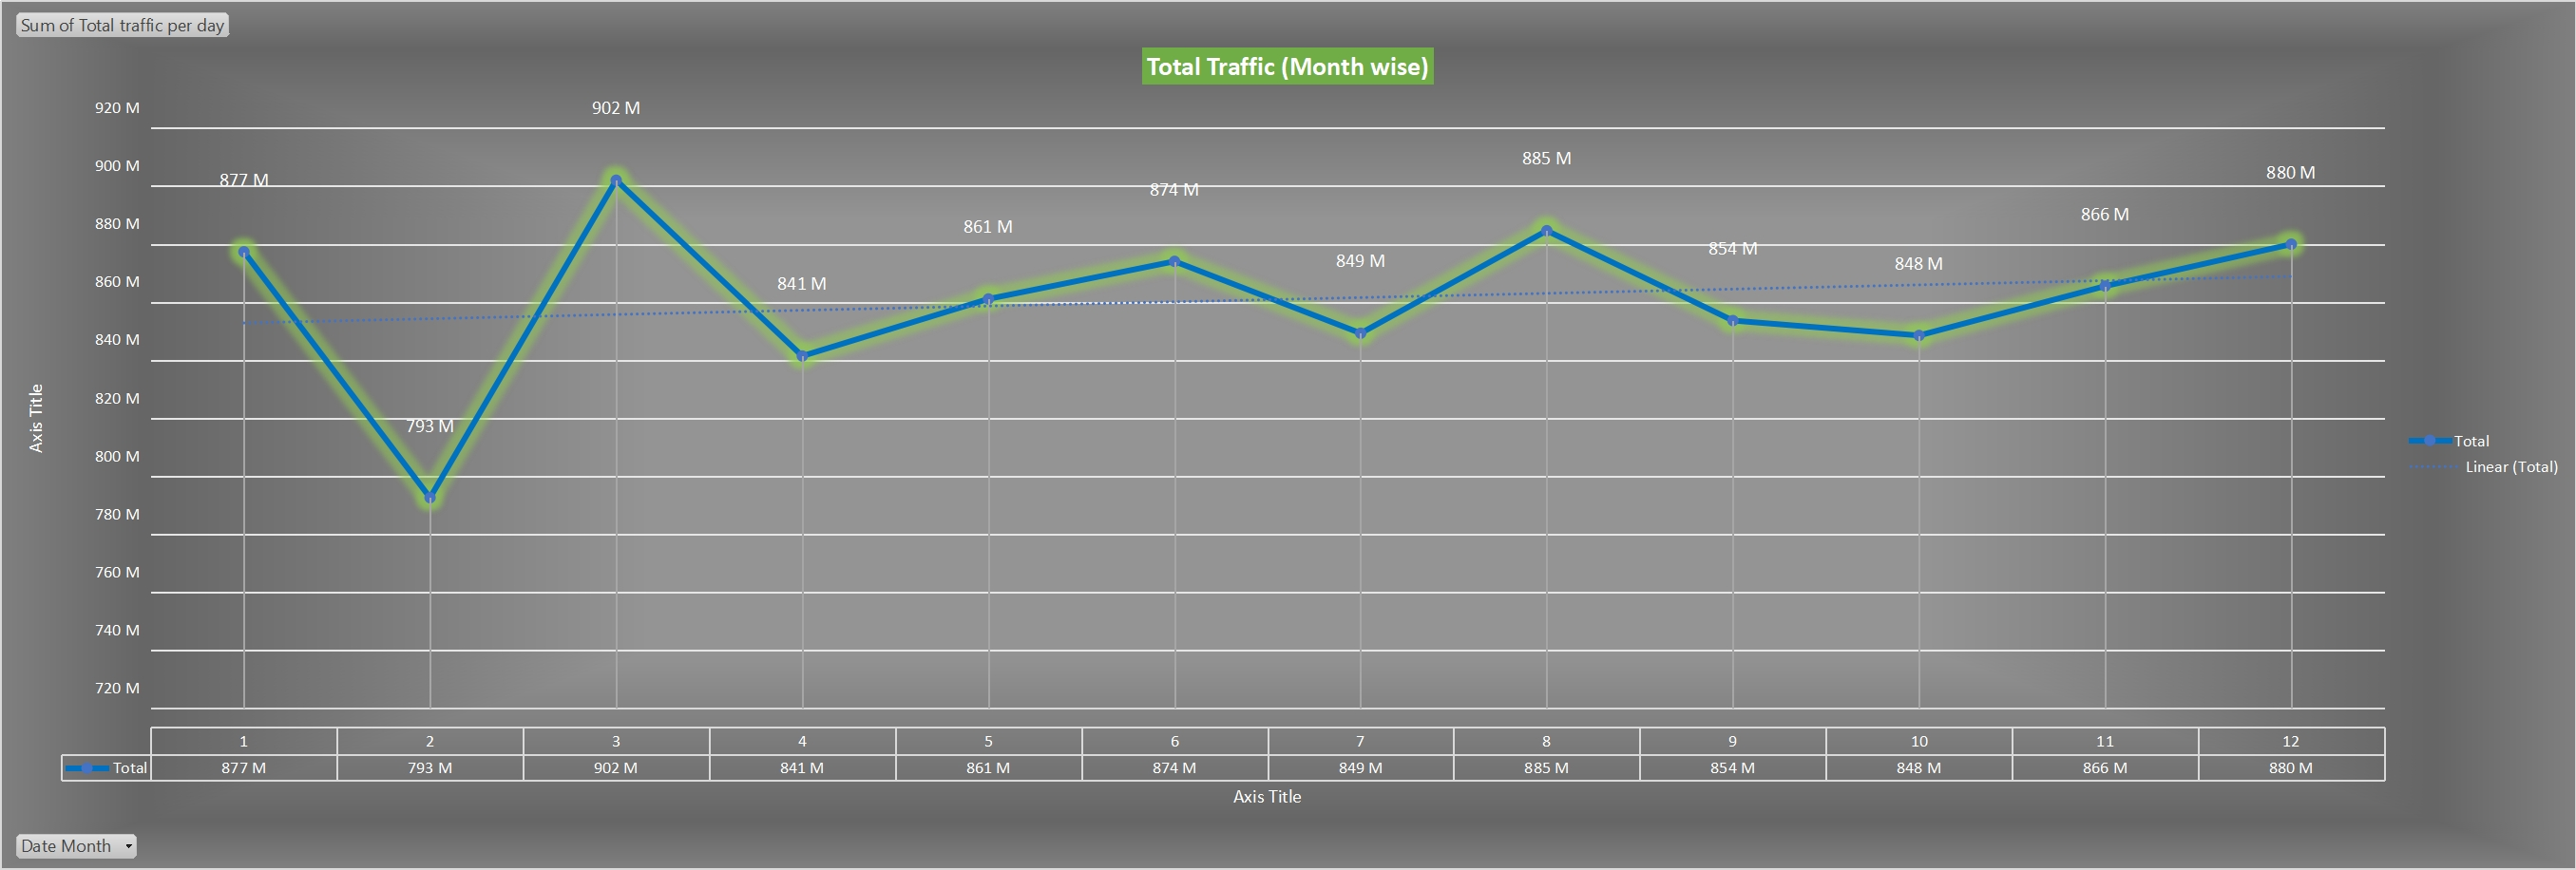 Sum of Total traffic per day
Total Traffic (Month wise)
920 M
900 M
880 M
860 M
840 M
820 M
800 M
780 M
760 M
740 M
720 M
Axis Title
877 M
793 M
902 M
841 M
861 M
874 M
849 M
885 M
854 M
848 M
866 M
880 M
Total
Linear (Total)
1 2 3 4 5 6 7 8 9 10 11 12
Total 877 M 793 M 902 M 841 M 861 M 874 M 849 M 885 M 854 M 848 M 866 M 880 M
Axis Title
Date Month